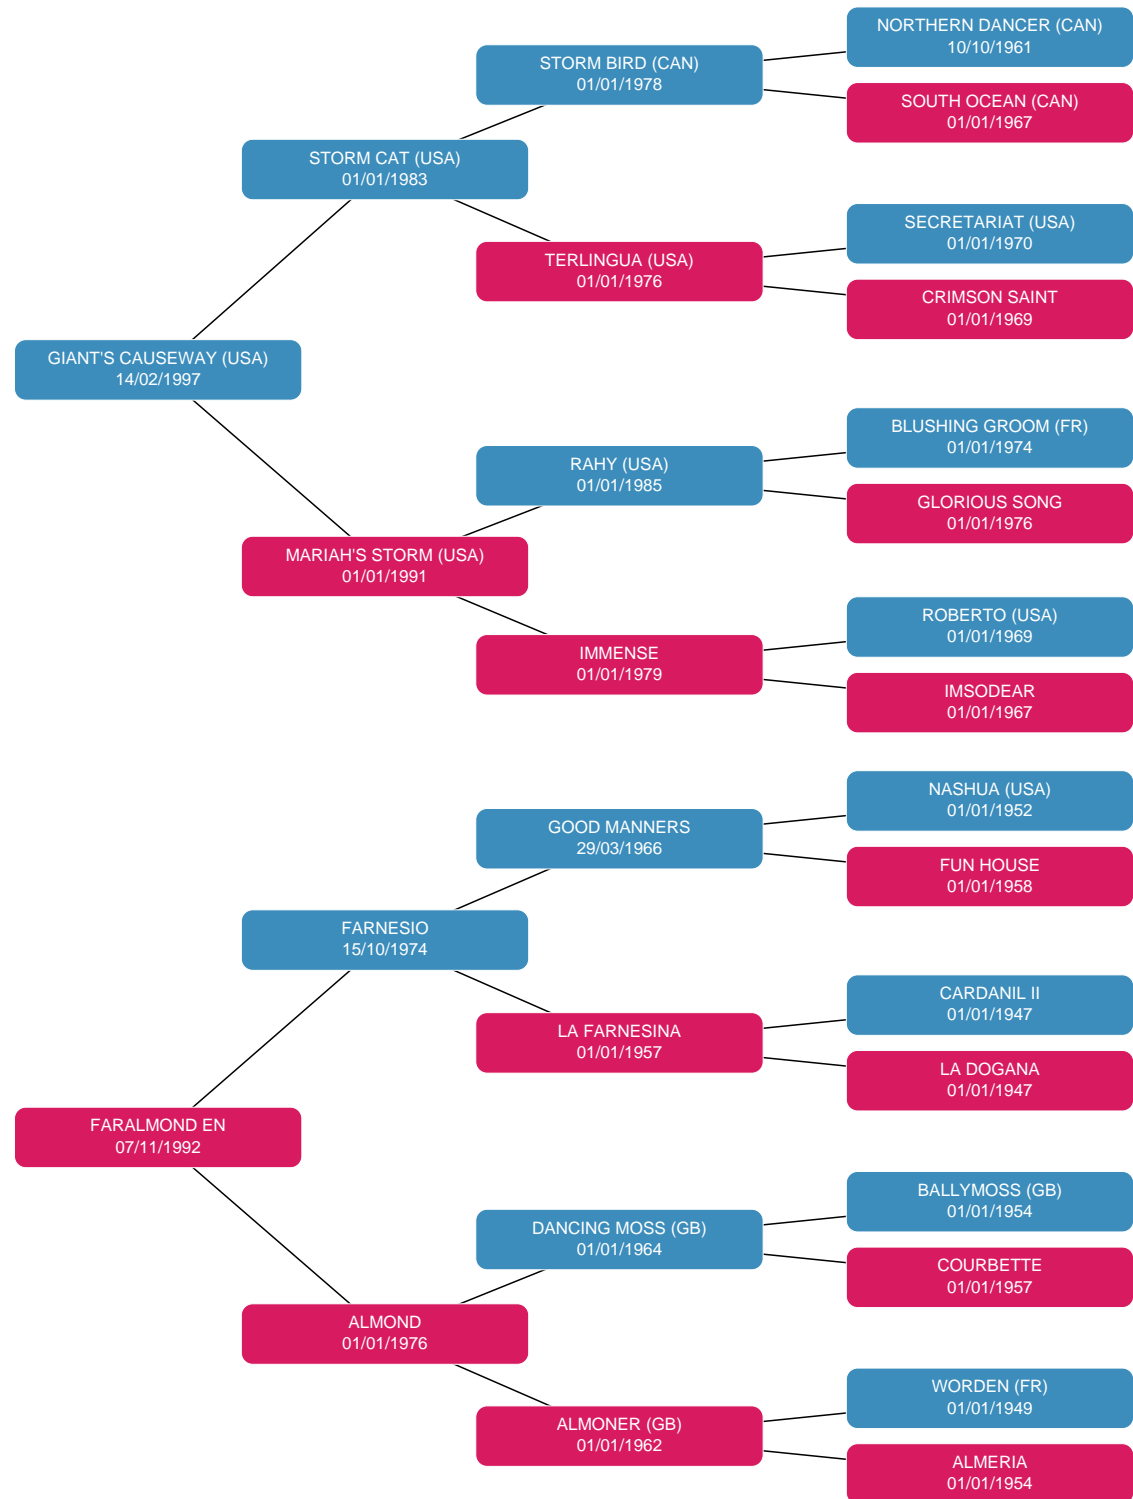 NORTHERN DANCER (CAN)
10/10/1961
STORM BIRD (CAN)
01/01/1978
SOUTH OCEAN (CAN)
01/01/1967
STORM CAT (USA)
01/01/1983
SECRETARIAT (USA)
01/01/1970
TERLINGUA (USA)
01/01/1976
CRIMSON SAINT
01/01/1969
GIANT'S CAUSEWAY (USA)
14/02/1997
BLUSHING GROOM (FR)
01/01/1974
RAHY (USA)
01/01/1985
GLORIOUS SONG
01/01/1976
MARIAH'S STORM (USA)
01/01/1991
ROBERTO (USA)
01/01/1969
IMMENSE
01/01/1979
IMSODEAR
01/01/1967
NASHUA (USA)
01/01/1952
GOOD MANNERS
29/03/1966
FUN HOUSE
01/01/1958
FARNESIO
15/10/1974
CARDANIL II
01/01/1947
LA FARNESINA
01/01/1957
LA DOGANA
01/01/1947
FARALMOND EN
07/11/1992
BALLYMOSS (GB)
01/01/1954
DANCING MOSS (GB)
01/01/1964
COURBETTE
01/01/1957
ALMOND
01/01/1976
WORDEN (FR)
01/01/1949
ALMONER (GB)
01/01/1962
ALMERIA
01/01/1954